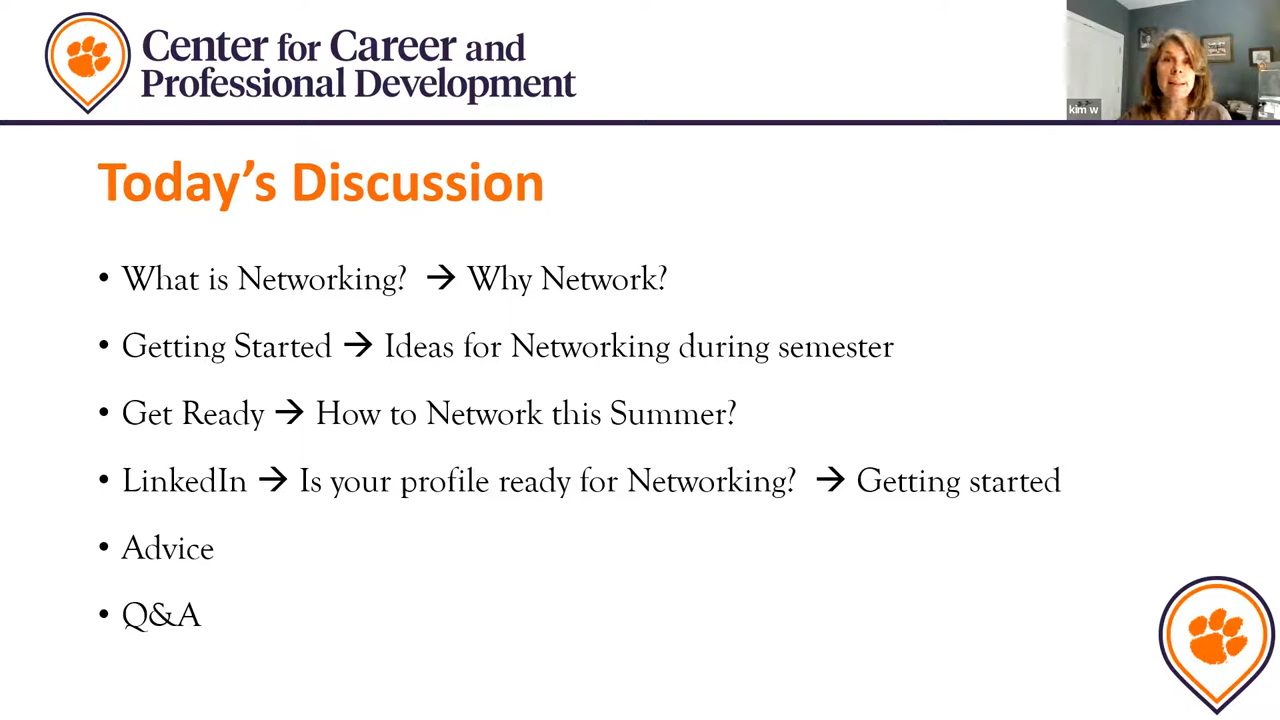 Center for Career and
Professional Development
kim w
Today's Discussion
• What is Networking? → Why Network?
• Getting Started → Ideas for Networking during semester
• Get Ready → How to Network this Summer?
• LinkedIn → Is your profile ready for Networking? → Getting started
• Advice
• Q&A